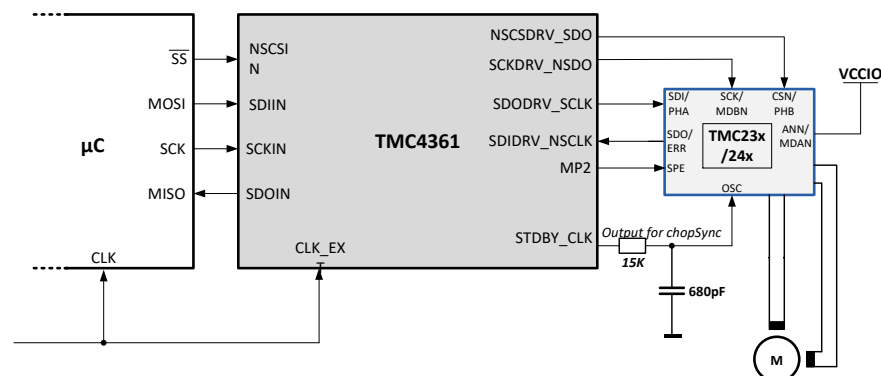 µC
SS
MOSI
SCK
MISO
CLK
NSCSI
N
SDIIN
SCKIN
SDOIN
CLK_EX
TMC4361
NSCSDRV_SDO
SCKDRV_NSDO
SDODRV_SCLK
SDIDRV_NSCLK
MP2
STDBY_CLK
Output for chopSync
15K
680pF
SDI/
PHA
SCK/
MDBN
CSN/
PHB
TMC23x
/24x
SDO/
ERR
ANN/
MDAN
SPE
OSC
VCCIO
M